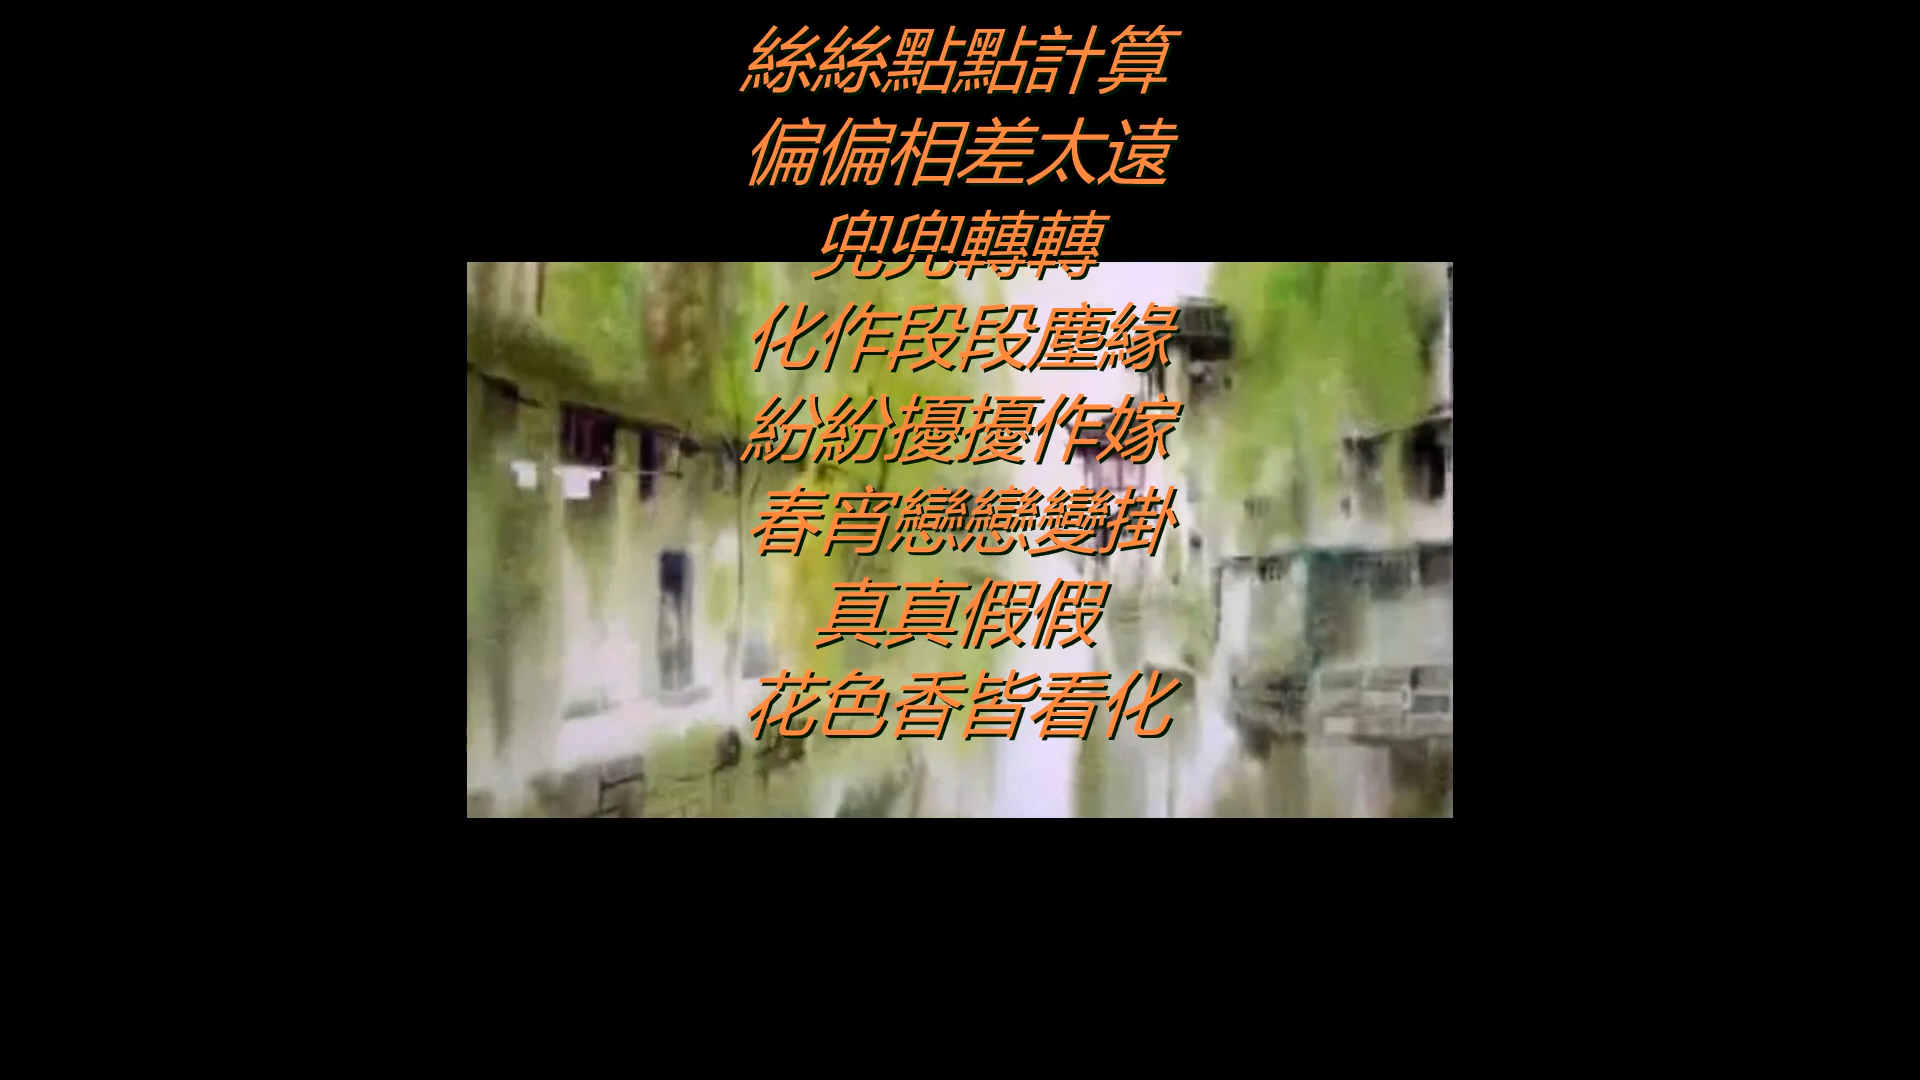 絲絲點點計算
偏偏相差太遠
兜兜轉轉
化作段段塵緣
紛紛擾擾作嫁
春宵戀戀變掛
真真假假
花色香皆看化